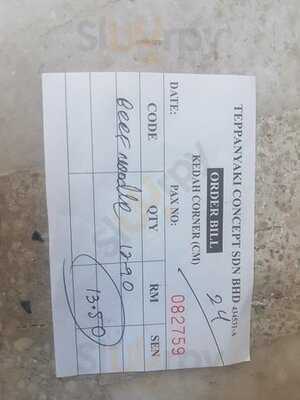 TEPPANYAKI CONCEPT SDN BHD 434531-A
ORDER BILL
24
KEDAH CORNER (CM)
DATE: PAX NO: 082759
CODE QTY RM SEN
Beef noodle 12.90
13.50